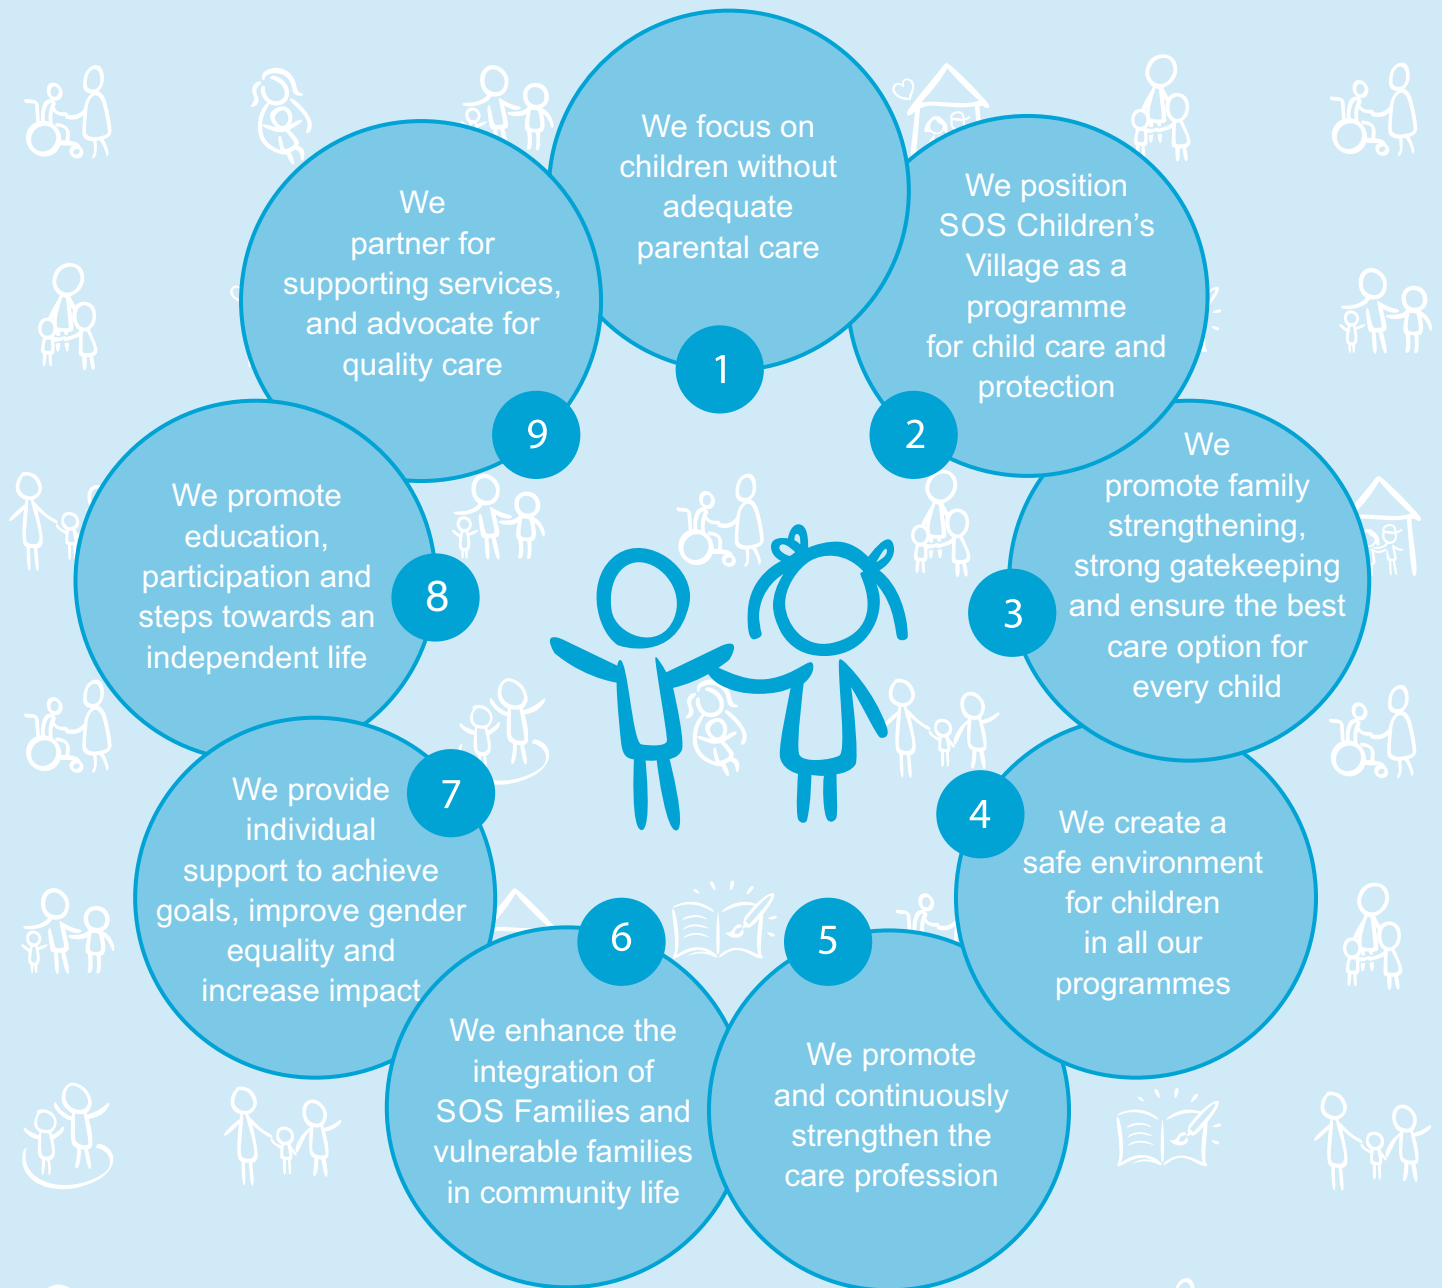 We focus on
children without
adequate
parental care
1
We position
SOS Children’s
Village as a
programme
for child care and
protection
2
We
promote family
strengthening,
strong gatekeeping
and ensure the best
care option for
every child
3
We create a
safe environment
for children
in all our
programmes
4
We promote
and continuously
strengthen the
care profession
5
We enhance the
integration of
SOS Families and
vulnerable families
in community life
6
We provide
individual
support to achieve
goals, improve gender
equality and
increase impact
7
We promote
education,
participation and
steps towards an
independent life
8
We
partner for
supporting services,
and advocate for
quality care
9